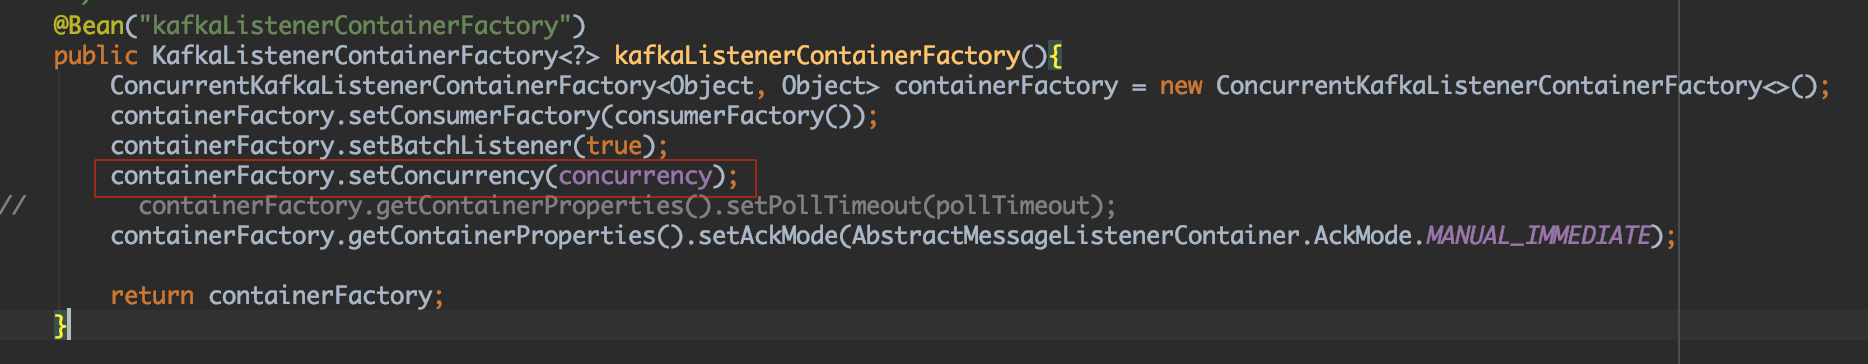 @Bean("kafkaListenerContainerFactory")
public KafkaListenerContainerFactory<?> kafkaListenerContainerFactory(){
ConcurrentKafkaListenerContainerFactory<Object, Object> containerFactory = new ConcurrentKafkaListenerContainerFactory<>();
containerFactory.setConsumerFactory(consumerFactory());
containerFactory.setBatchListener(true);
containerFactory.setConcurrency(concurrency);
// containerFactory.getContainerProperties().setPollTimeout(pollTimeout);
containerFactory.getContainerProperties().setAckMode(AbstractMessageListenerContainer.AckMode.MANUAL_IMMEDIATE);
return containerFactory;
}